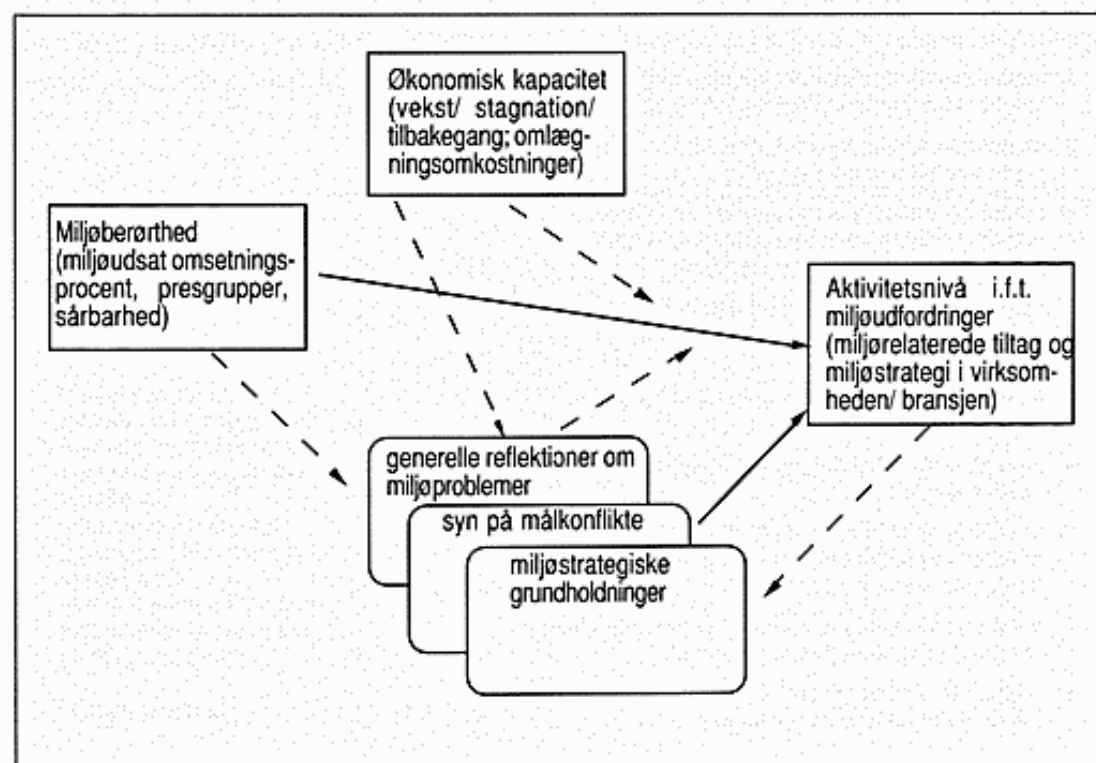 Økonomisk kapacitet
(vekst/ stagnation/
tilbakegang; omlæg-
ningsomkostninger)
Miljøberørthed
(miljøudsat omsetnings-
procent, presgrupper,
sårbarhed)
Aktivitetsnivå i.f.t.
miljøudfordringer
(miljørelaterede tiltag og
miljøstrategi i virksom-
heden/ bransjen)
generelle reflektioner om
miljøproblemer
syn på målkonflikte
miljøstrategiske
grundholdninger